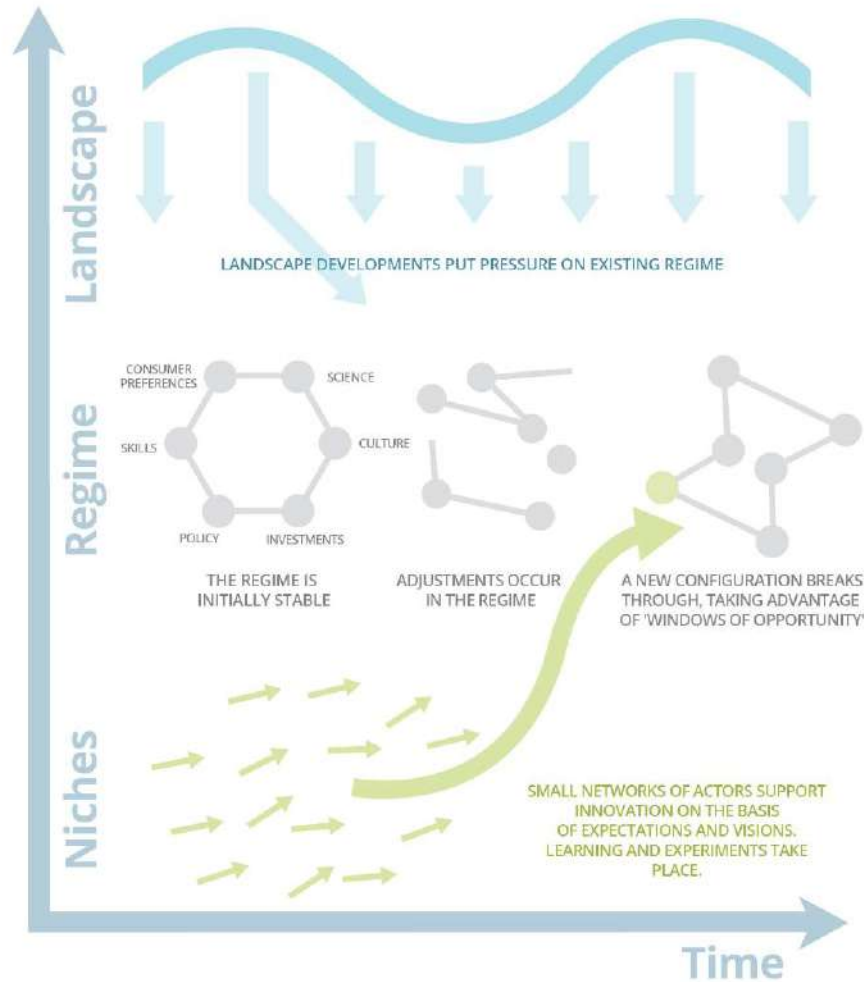 Landscape
LANDSCAPE DEVELOPMENTS PUT PRESSURE ON EXISTING REGIME
Regime
CONSUMER
PREFERENCES
SCIENCE
SKILLS
CULTURE
POLICY
INVESTMENTS
THE REGIME IS
INITIALLY STABLE
ADJUSTMENTS OCCUR
IN THE REGIME
A NEW CONFIGURATION BREAKS
THROUGH, TAKING ADVANTAGE
OF 'WINDOWS OF OPPORTUNITY'
Niches
SMALL NETWORKS OF ACTORS SUPPORT
INNOVATION ON THE BASIS
OF EXPECTATIONS AND VISIONS.
LEARNING AND EXPERIMENTS TAKE
PLACE.
Time